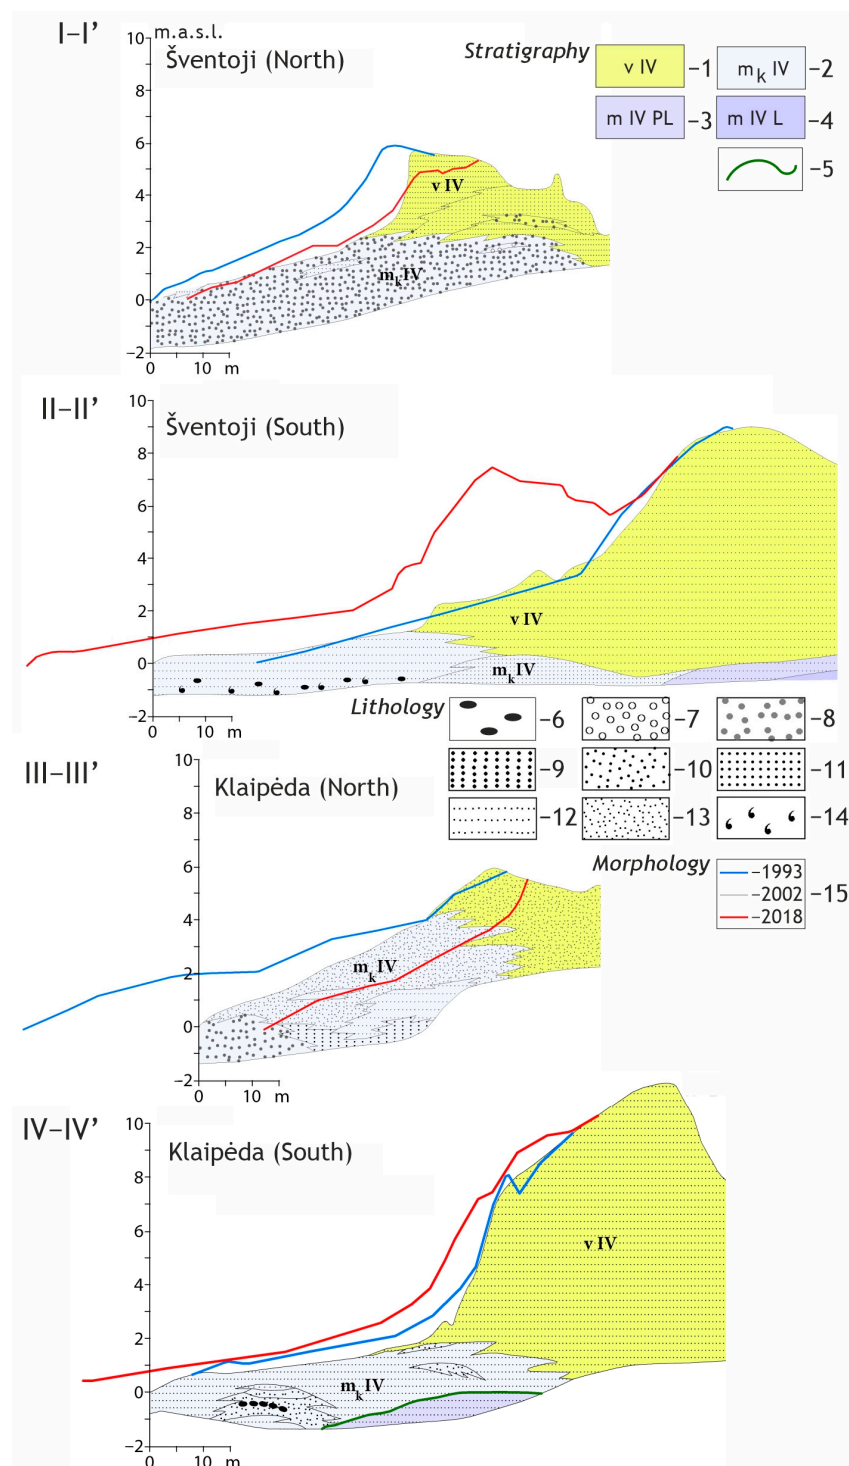 I–I’
m.a.s.l.
Šventoji (North)
Stratigraphy
v IV –1
mk IV –2
m IV PL –3
m IV L –4
–5
10
8
6
4
2
0
–2
v IV
mk IV
0 10 m
II–II’
Šventoji (South)
10
8
6
4
2
0
–2
v IV
mk IV
0 10 m
Lithology
–6 –7 –8
–9 –10 –11
–12 –13 –14
Morphology
–1993
–2002 –15
–2018
III–III’
Klaipėda (North)
10
8
6
4
2
0
–2
mk IV
0 10 m
IV–IV’
Klaipėda (South)
10
8
6
4
2
0
–2
v IV
mk IV
0 10 m